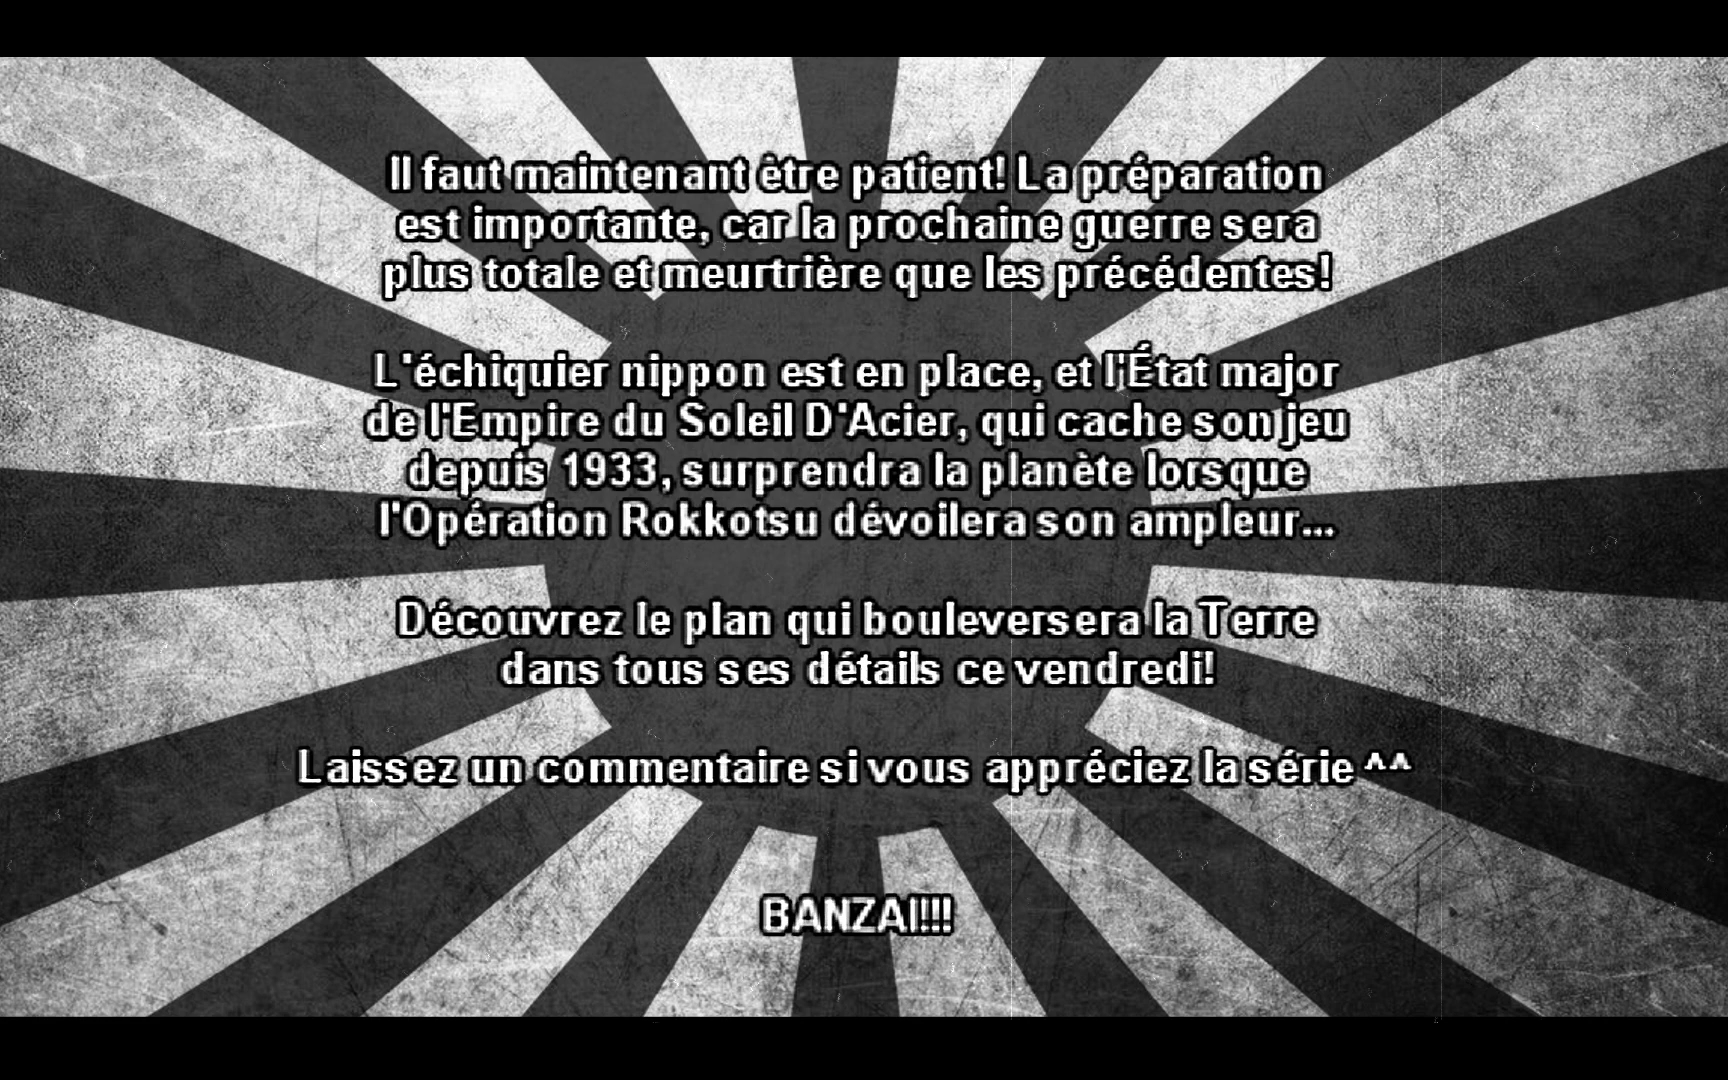 Il faut maintenant être patient! La préparation
est importante, car la prochaine guerre sera
plus totale et meurtrière que les précédentes!
L'échiquier nippon est en place, et l'État major
de l'Empire du Soleil D'Acier, qui cache son jeu
depuis 1933, surprendra la planète lorsque
l'Opération Rokkotsu dévoilera son ampleur...
Découvrez le plan qui bouleversera la Terre
dans tous ses détails ce vendredi!
Laissez un commentaire si vous appréciez la série ^^
BANZAI!!!